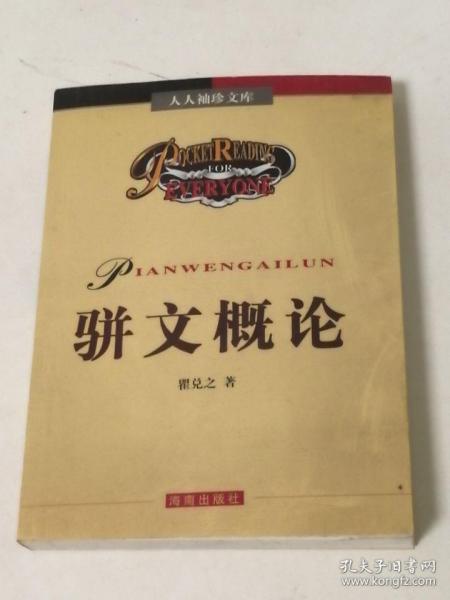 人人袖珍文库
POCKET READING
FOR
EVERYONE
PIANWENGAILUN
骈文概论
瞿兑之 著
海南出版社
孔夫子旧书网
www.kongfz.com